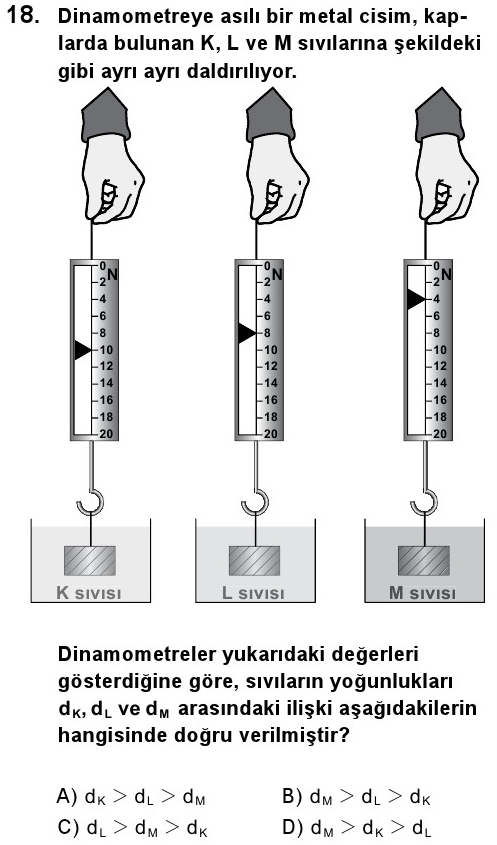 18. Dinamometreye asılı bir metal cisim, kap-
larda bulunan K, L ve M sıvılarına şekildeki
gibi ayrı ayrı daldırılıyor.
0 N
2
4
6
8
10
12
14
16
18
20
0 N
2
4
6
8
10
12
14
16
18
20
0 N
2
4
6
8
10
12
14
16
18
20
K SIVISI
L SIVISI
M SIVISI
Dinamometreler yukarıdaki değerleri
gösterdiğine göre, sıvıların yoğunlukları
dK, dL ve dM arasındaki ilişki aşağıdakilerin
hangisinde doğru verilmiştir?
A) dK > dL > dM
B) dM > dL > dK
C) dL > dM > dK
D) dM > dK > dL